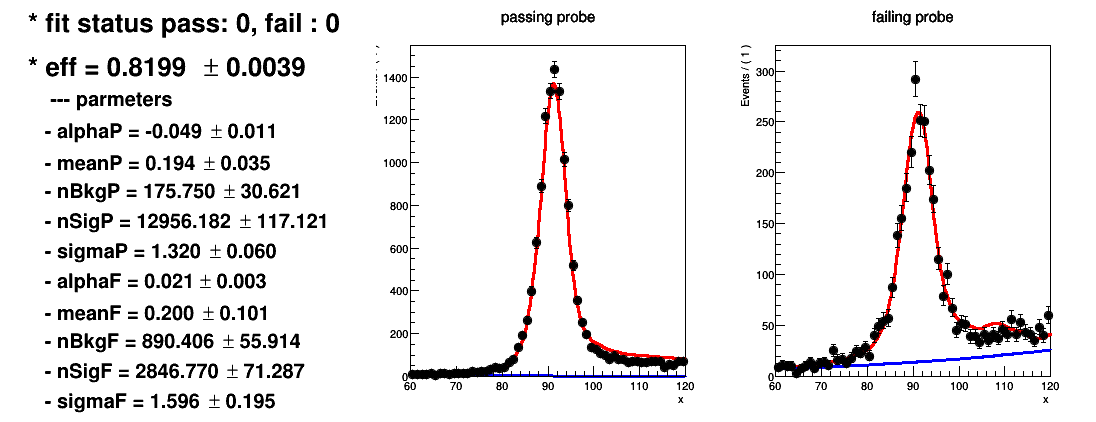 * fit status pass: 0, fail : 0
* eff = 0.8199 ± 0.0039
--- parmeters
- alphaP = -0.049 ± 0.011
- meanP = 0.194 ± 0.035
- nBkgP = 175.750 ± 30.621
- nSigP = 12956.182 ± 117.121
- sigmaP = 1.320 ± 0.060
- alphaF = 0.021 ± 0.003
- meanF = 0.200 ± 0.101
- nBkgF = 890.406 ± 55.914
- nSigF = 2846.770 ± 71.287
- sigmaF = 1.596 ± 0.195
passing probe
1400
1200
1000
800
600
400
200
0
60 70 80 90 100 110 120
x
failing probe
Events / ( 1 )
300
250
200
150
100
50
0
60 70 80 90 100 110 120
x